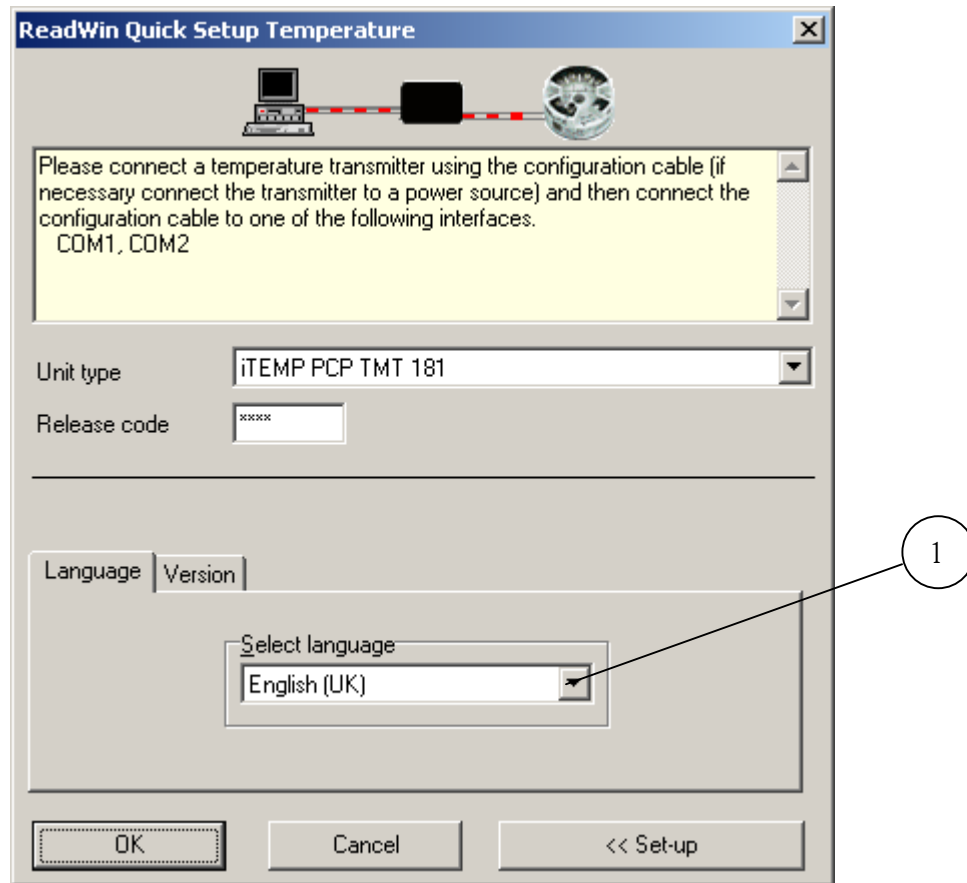 ReadWin Quick Setup Temperature
Please connect a temperature transmitter using the configuration cable (if
necessary connect the transmitter to a power source) and then connect the
configuration cable to one of the following interfaces.
COM1, COM2
Unit type
iTEMP PCP TMT 181
Release code
****
1
Language
Version
Select language
English (UK)
OK
Cancel
<< Set-up